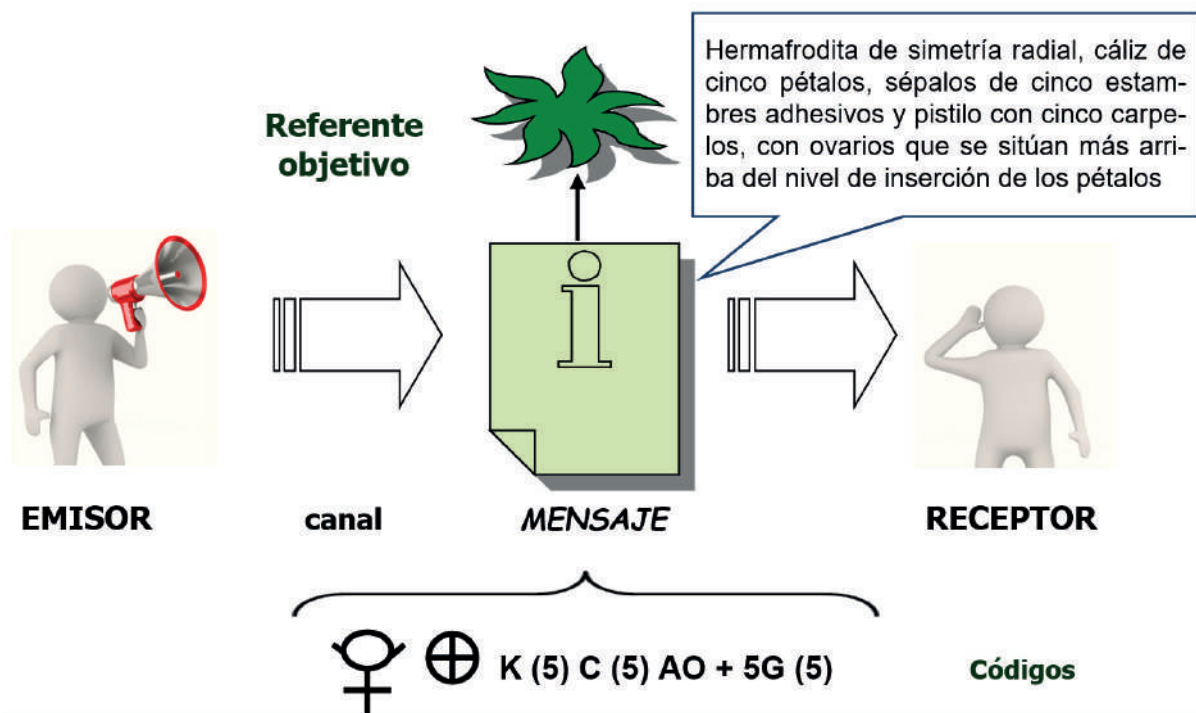 Hermafrodita de simetría radial, cáliz de
cinco pétalos, sépalos de cinco estam-
bres adhesivos y pistilo con cinco carpe-
los, con ovarios que se sitúan más arri-
ba del nivel de inserción de los pétalos
Referente
objetivo
i
EMISOR
canal
MENSAJE
RECEPTOR
K (5) C (5) AO + 5G (5)
Códigos